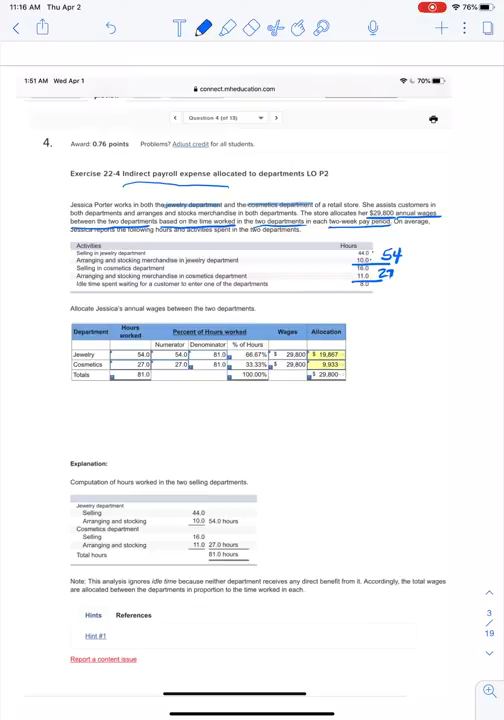 11:16 AM Thu Apr 2
76%
1:51 AM Wed Apr 1
70%
connect.mheducation.com
Question 4 (of 13)
4.
Award: 0.76 points Problems? Adjust credit for all students.
Exercise 22-4 Indirect payroll expense allocated to departments LO P2
Jessica Porter works in both the jewelry department and the cosmetics department of a retail store. She assists customers in
both departments and arranges and stocks merchandise in both departments. The store allocates her $29,800 annual wages
between the two departments based on the time worked in the two departments in each two-week pay period. On average,
Jessica reports the following hours and activities spent in the two departments.
Activities Hours
Selling in jewelry department 44.0
Arranging and stocking merchandise in jewelry department 10.0 54
Selling in cosmetics department 16.0
Arranging and stocking merchandise in cosmetics department 11.0 27
Idle time spent waiting for a customer to enter one of the departments 8.0
Allocate Jessica's annual wages between the two departments.
Department Hours worked Percent of Hours worked Wages Allocation
Numerator Denominator % of Hours
Jewelry 54.0 54.0 81.0 66.67% $ 29,800 $ 19,867
Cosmetics 27.0 27.0 81.0 33.33% $ 29,800 9,933
Totals 81.0 100.00% $ 29,800
Explanation:
Computation of hours worked in the two selling departments.
Jewelry department
Selling 44.0
Arranging and stocking 10.0 54.0 hours
Cosmetics department
Selling 16.0
Arranging and stocking 11.0 27.0 hours
Total hours 81.0 hours
Note: This analysis ignores idle time because neither department receives any direct benefit from it. Accordingly, the total wages
are allocated between the departments in proportion to the time worked in each.
Hints References
Hint #1
Report a content issue
3
/
19